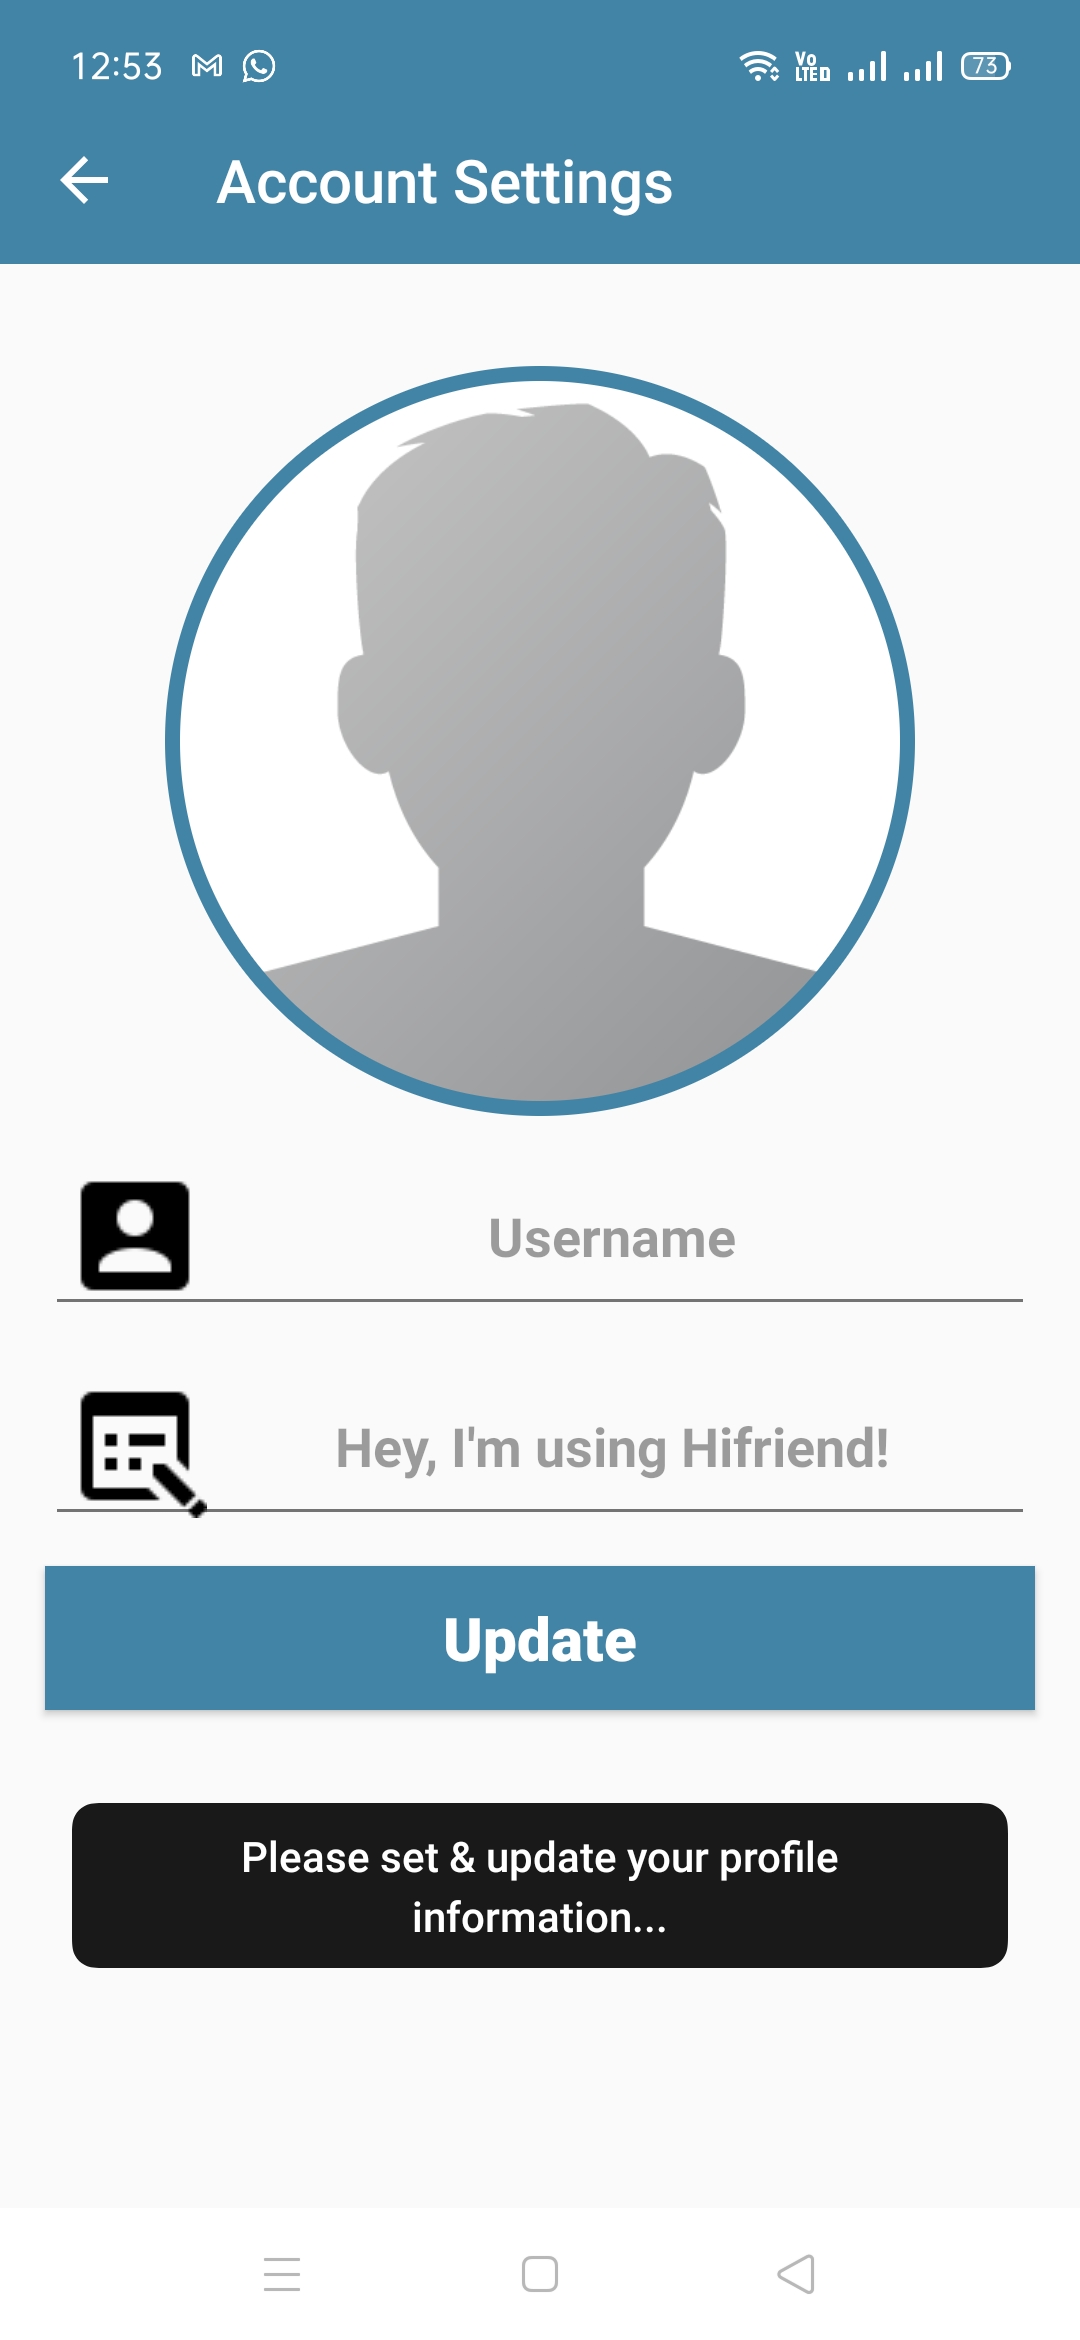 12:53
Vo
LTE
73
Account Settings
Username
Hey, I'm using Hifriend!
Update
Please set & update your profile
information...